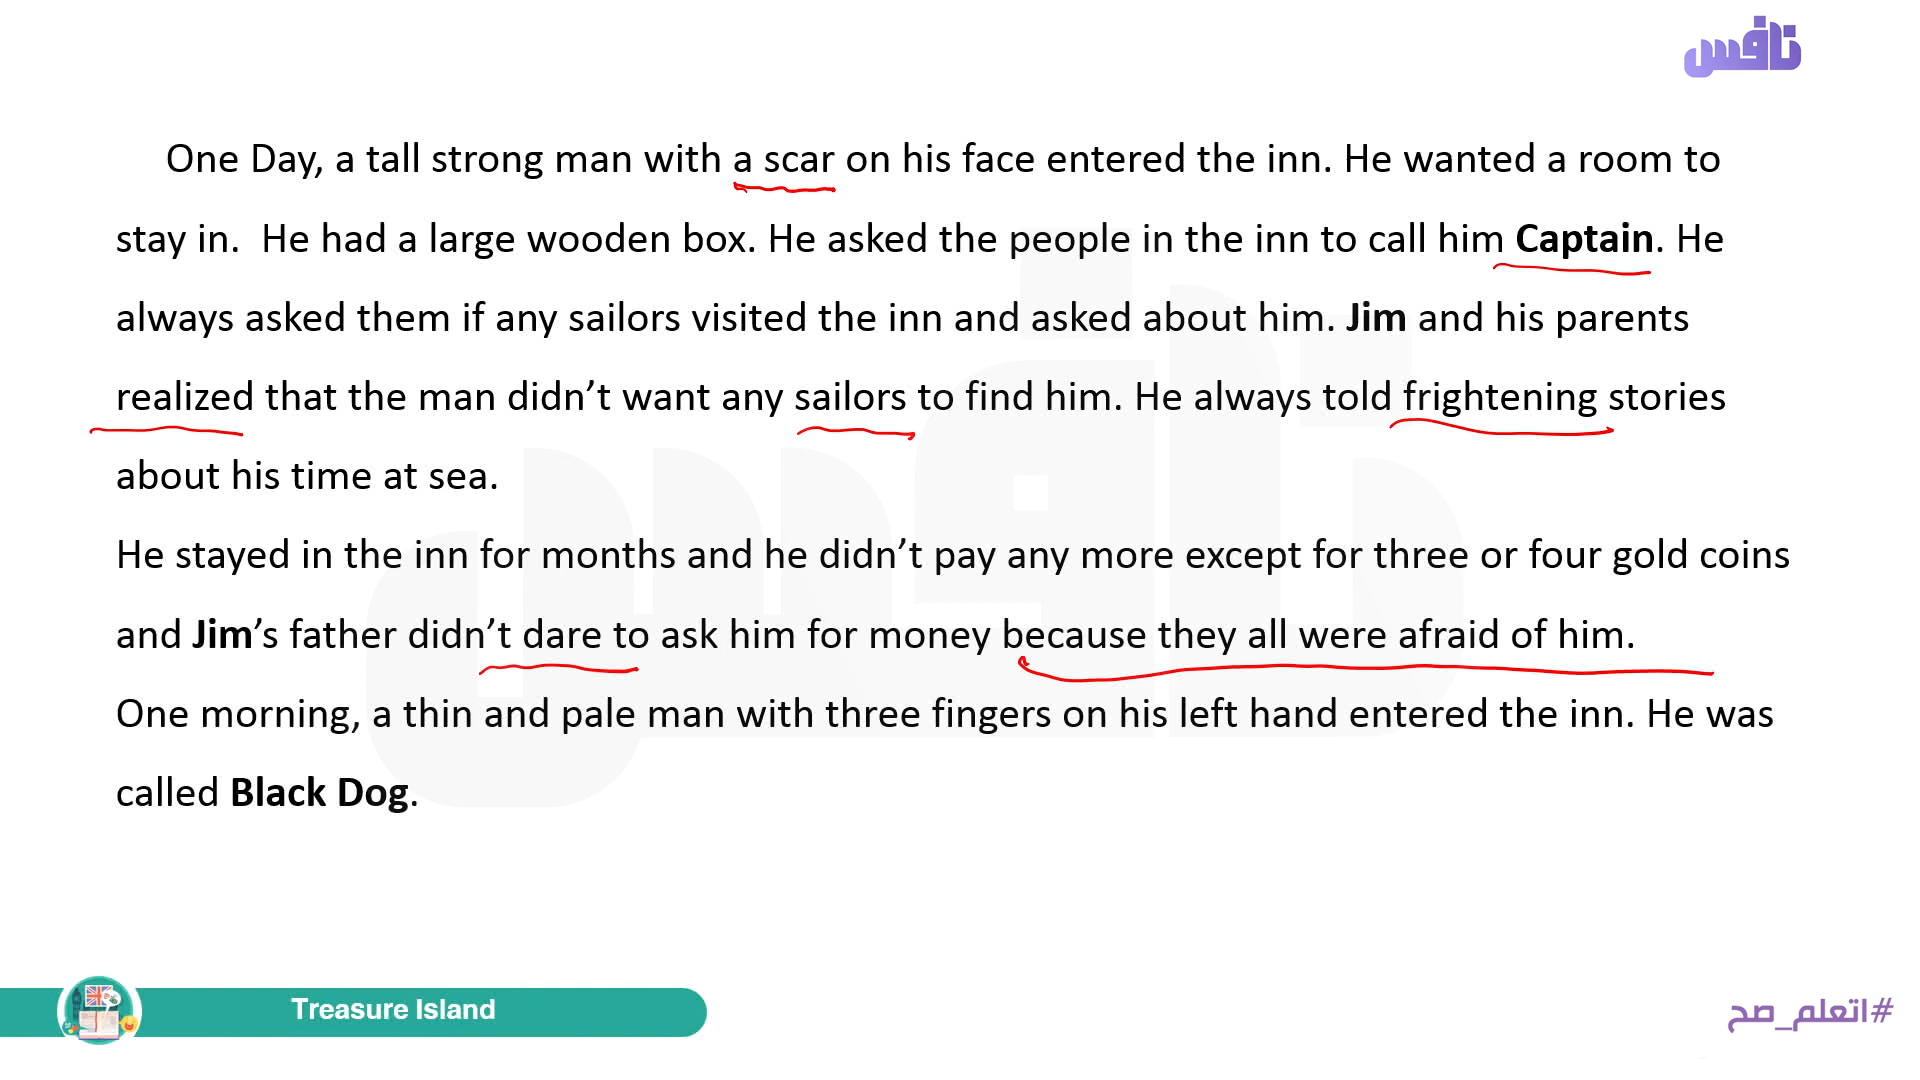 نافس
One Day, a tall strong man with a scar on his face entered the inn. He wanted a room to
stay in.  He had a large wooden box. He asked the people in the inn to call him Captain. He
always asked them if any sailors visited the inn and asked about him. Jim and his parents
realized that the man didn’t want any sailors to find him. He always told frightening stories
about his time at sea.
He stayed in the inn for months and he didn’t pay any more except for three or four gold coins
and Jim’s father didn’t dare to ask him for money because they all were afraid of him.
One morning, a thin and pale man with three fingers on his left hand entered the inn. He was
called Black Dog.
Treasure Island
#اتعلم_صح